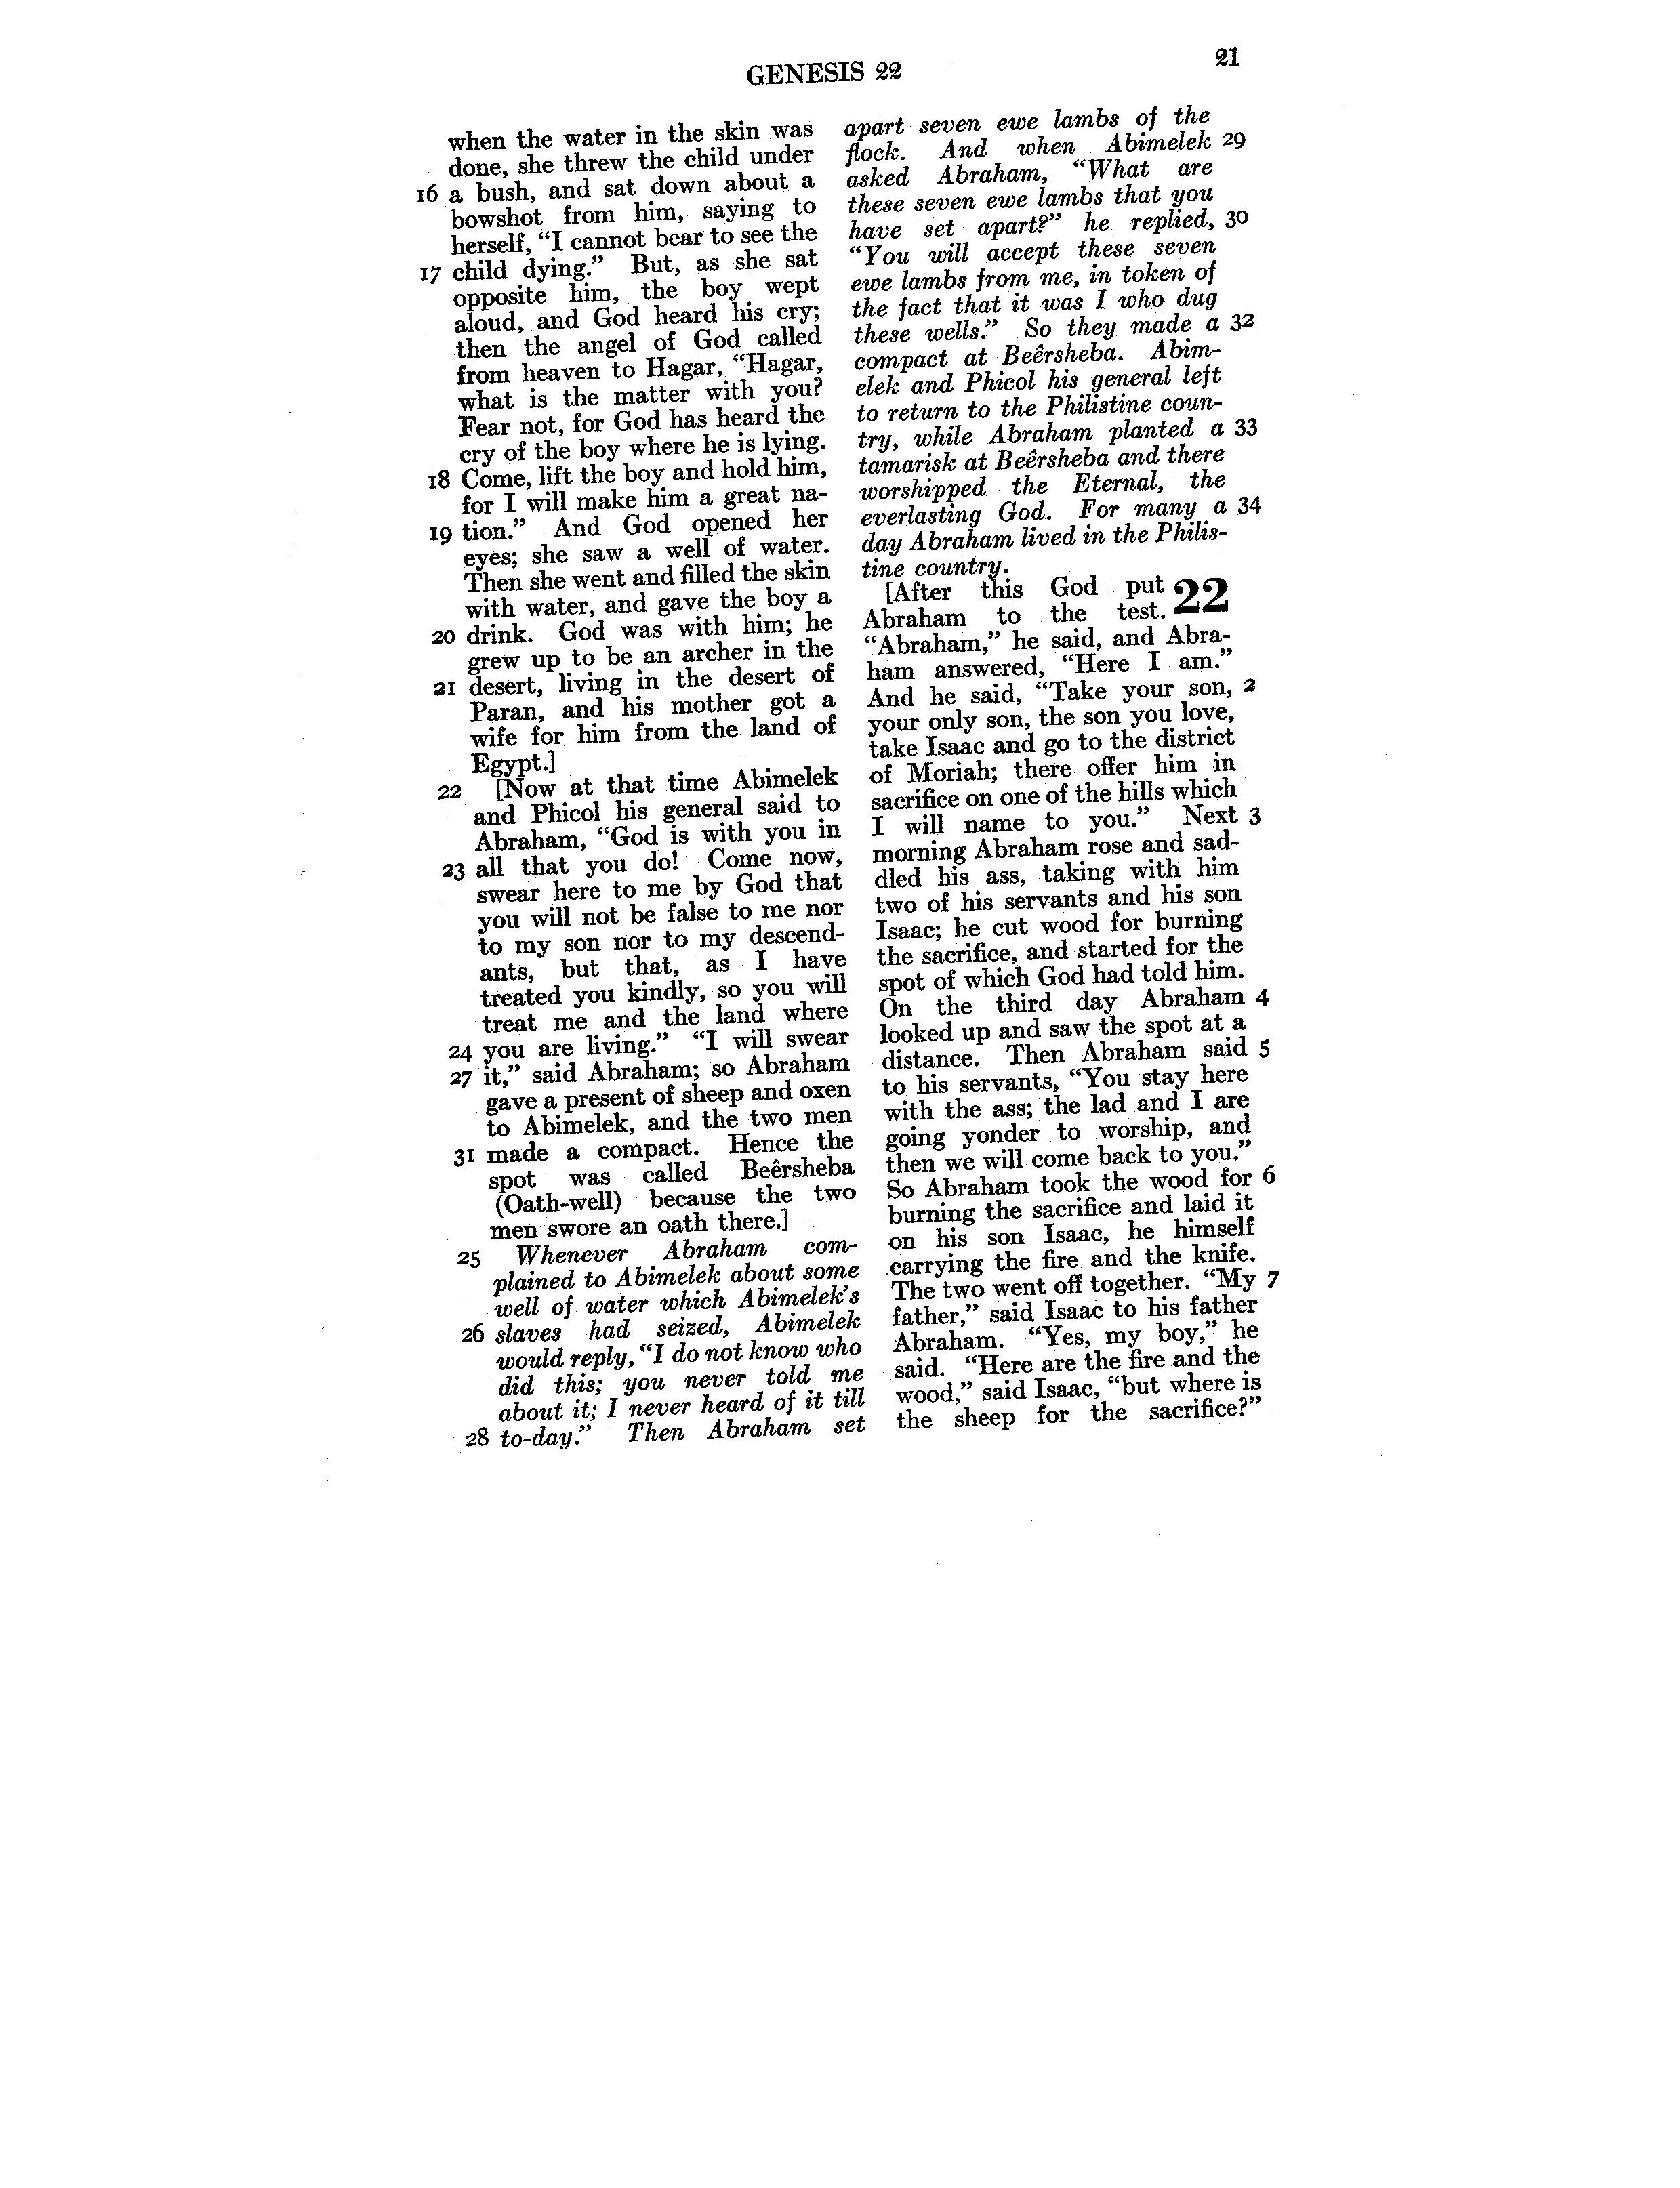 GENESIS 22
21
when the water in the skin was
done, she threw the child under
16 a bush, and sat down about a
bowshot from him, saying to
herself, “I cannot bear to see the
17 child dying.” But, as she sat
opposite him, the boy wept
aloud, and God heard his cry;
then the angel of God called
from heaven to Hagar, “Hagar,
what is the matter with you?
Fear not, for God has heard the
cry of the boy where he is lying.
18 Come, lift the boy and hold him,
for I will make him a great na-
19 tion.” And God opened her
eyes; she saw a well of water.
Then she went and filled the skin
with water, and gave the boy a
20 drink. God was with him; he
grew up to be an archer in the
21 desert, living in the desert of
Paran, and his mother got a
wife for him from the land of
Egypt.]
22 [Now at that time Abimelek
and Phicol his general said to
Abraham, “God is with you in
23 all that you do! Come now,
swear here to me by God that
you will not be false to me nor
to my son nor to my descend-
ants, but that, as I have
treated you kindly, so you will
treat me and the land where
24 you are living.” “I will swear
27 it,” said Abraham; so Abraham
gave a present of sheep and oxen
to Abimelek, and the two men
31 made a compact. Hence the
spot was called Beêrsheba
(Oath-well) because the two
men swore an oath there.]
25 Whenever Abraham com-
plained to Abimelek about some
well of water which Abimelek’s
26 slaves had seized, Abimelek
would reply, “I do not know who
did this; you never told me
about it; I never heard of it till
28 to-day.” Then Abraham set
apart seven ewe lambs of the
flock. And when Abimelek 29
asked Abraham, “What are
these seven ewe lambs that you
have set apart?” he replied, 30
“You will accept these seven
ewe lambs from me, in token of
the fact that it was I who dug
these wells.” So they made a 32
compact at Beêrsheba. Abim-
elek and Phicol his general left
to return to the Philistine coun-
try, while Abraham planted a 33
tamarisk at Beêrsheba and there
worshipped the Eternal, the
everlasting God. For many a 34
day Abraham lived in the Philis-
tine country.
[After this God put 22
Abraham to the test.
“Abraham,” he said, and Abra-
ham answered, “Here I am.”
And he said, “Take your son, 2
your only son, the son you love,
take Isaac and go to the district
of Moriah; there offer him in
sacrifice on one of the hills which
I will name to you.” Next 3
morning Abraham rose and sad-
dled his ass, taking with him
two of his servants and his son
Isaac; he cut wood for burning
the sacrifice, and started for the
spot of which God had told him.
On the third day Abraham 4
looked up and saw the spot at a
distance. Then Abraham said 5
to his servants, “You stay here
with the ass; the lad and I are
going yonder to worship, and
then we will come back to you.”
So Abraham took the wood for 6
burning the sacrifice and laid it
on his son Isaac, he himself
carrying the fire and the knife.
The two went off together. “My 7
father,” said Isaac to his father
Abraham. “Yes, my boy,” he
said. “Here are the fire and the
wood,” said Isaac, “but where is
the sheep for the sacrifice?”